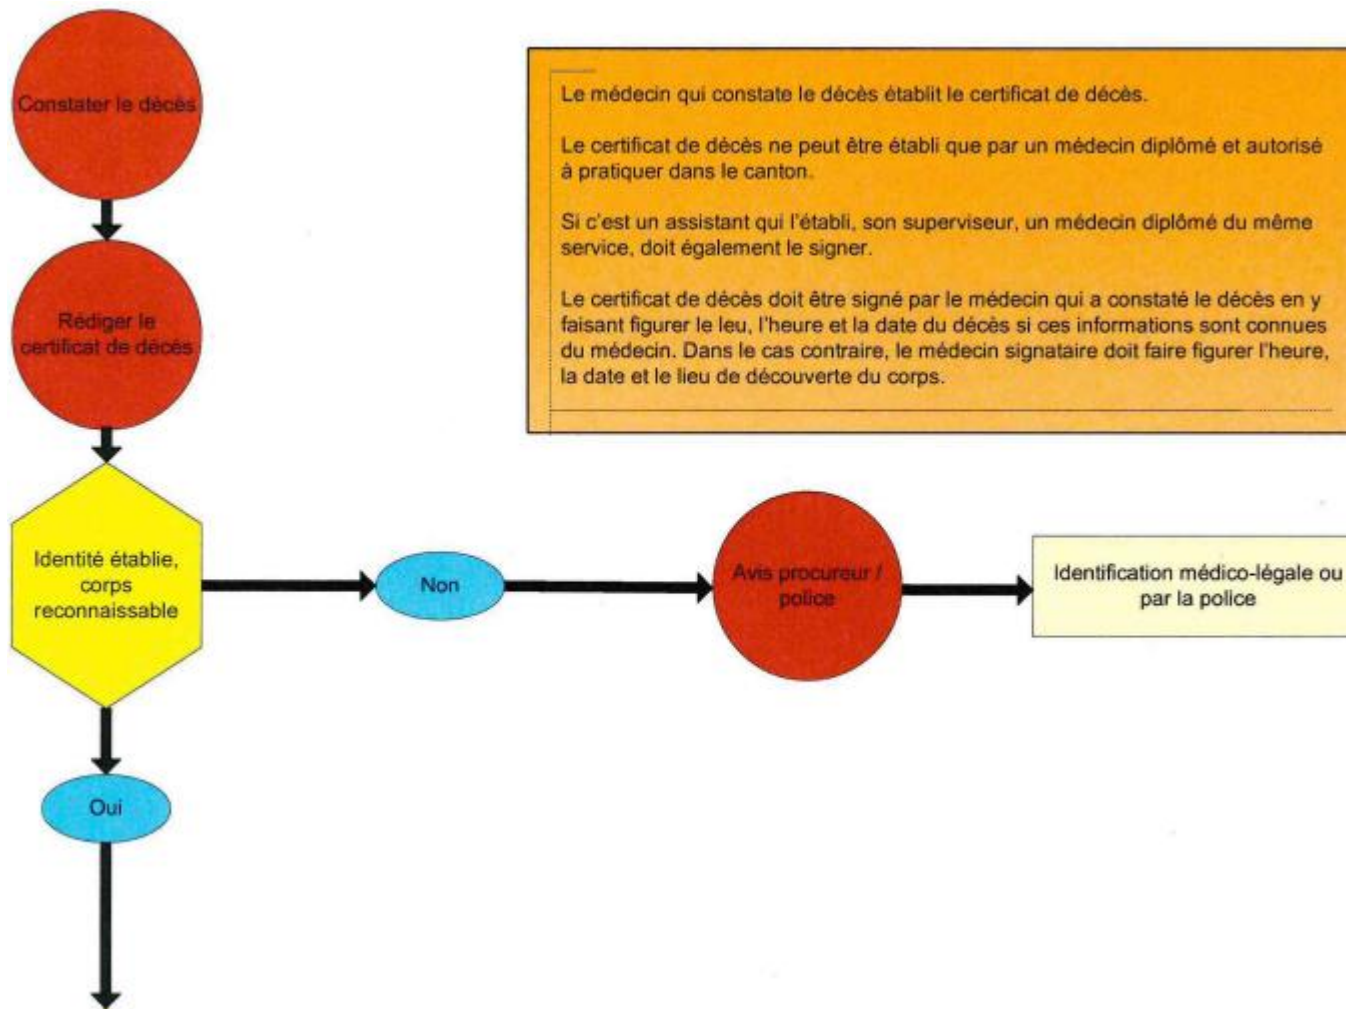 Constater le décès
Le médecin qui constate le décès établit le certificat de décès.
Le certificat de décès ne peut être établi que par un médecin diplômé et autorisé
à pratiquer dans le canton.
Si c'est un assistant qui l'établi, son superviseur, un médecin diplômé du même
service, doit également le signer.
Le certificat de décès doit être signé par le médecin qui a constaté le décès en y
faisant figurer le leu, l'heure et la date du décès si ces informations sont connues
du médecin. Dans le cas contraire, le médecin signataire doit faire figurer l'heure,
la date et le lieu de découverte du corps.
Rédiger le
certificat de décès
Identité établie,
corps
reconnaissable
Non
Avis procureur /
police
Identification médico-légale ou
par la police
Oui